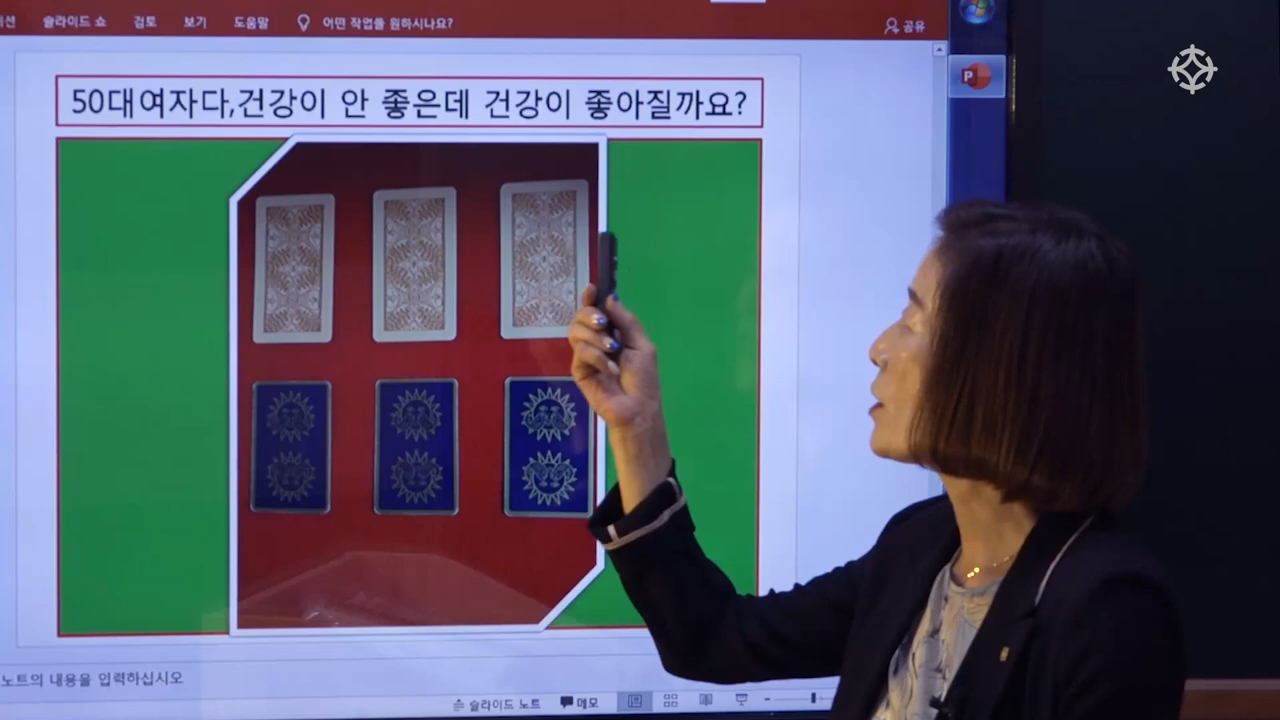 슬라이드 쇼 검토 보기 도움말 어떤 작업을 원하시나요? 공유
P
50대여자다,건강이 안 좋은데 건강이 좋아질까요?
노트의 내용을 입력하십시오
슬라이드 노트 메모